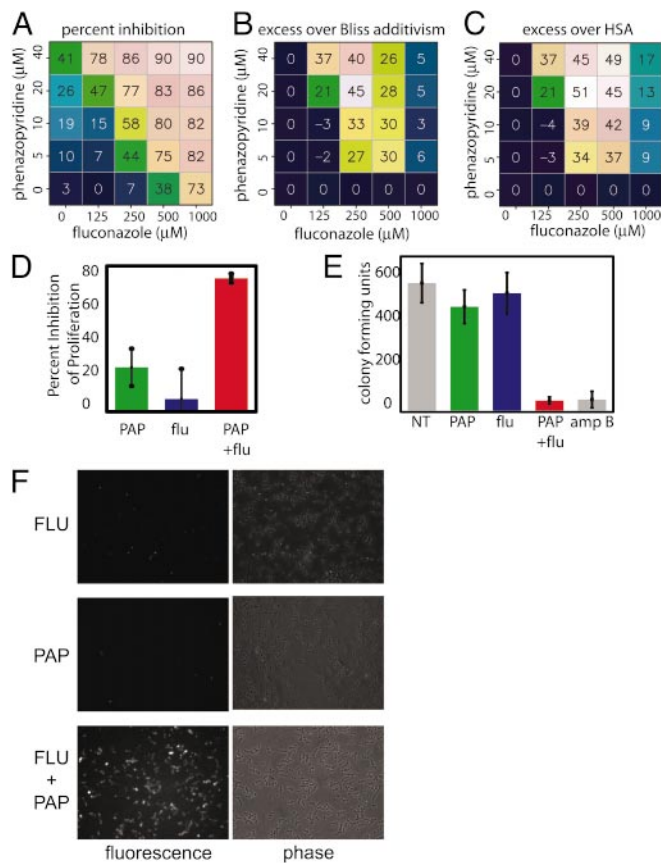 A percent inhibition
B excess over Bliss additivism
C excess over HSA
phenazopyridine (μM)
40 41 78 86 90 90
20 26 47 77 83 86
10 19 15 58 80 82
5 10 7 44 75 82
0 3 0 7 38 73
0 125 250 500 1000
fluconazole (μM)
phenazopyridine (μM)
40 0 37 40 26 5
20 0 21 45 28 5
10 0 −3 33 30 3
5 0 −2 27 30 6
0 0 0 0 0 0
0 125 250 500 1000
fluconazole (μM)
phenazopyridine (μM)
40 0 37 45 49 17
20 0 21 51 45 13
10 0 −4 39 42 9
5 0 −3 34 37 9
0 0 0 0 0 0
0 125 250 500 1000
fluconazole (μM)
D
Percent Inhibition
of Proliferation
80
60
40
20
0
PAP flu PAP
+flu
E
colony forming units
600
400
200
0
NT PAP flu PAP amp B
+flu
F
FLU
PAP
FLU
+
PAP
fluorescence phase